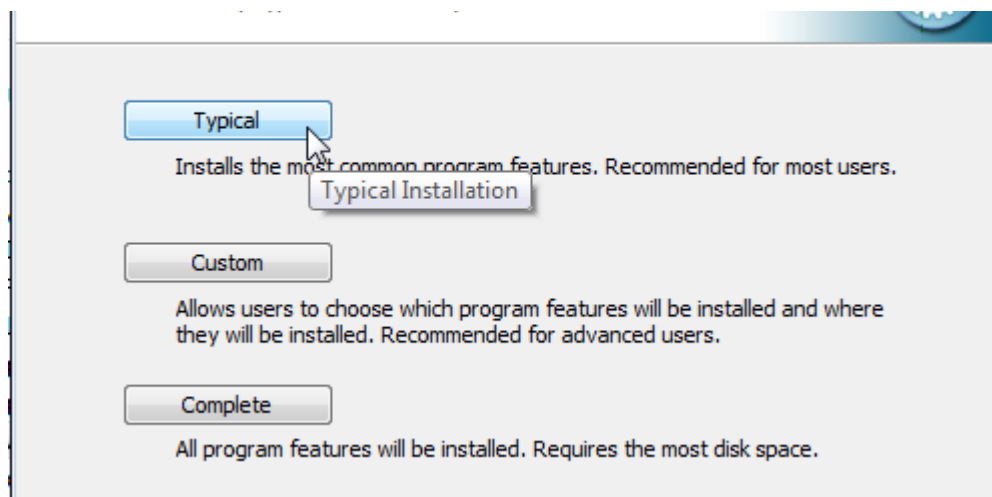 Typical
Installs the most common program features. Recommended for most users.
Typical Installation
Custom
Allows users to choose which program features will be installed and where
they will be installed. Recommended for advanced users.
Complete
All program features will be installed. Requires the most disk space.